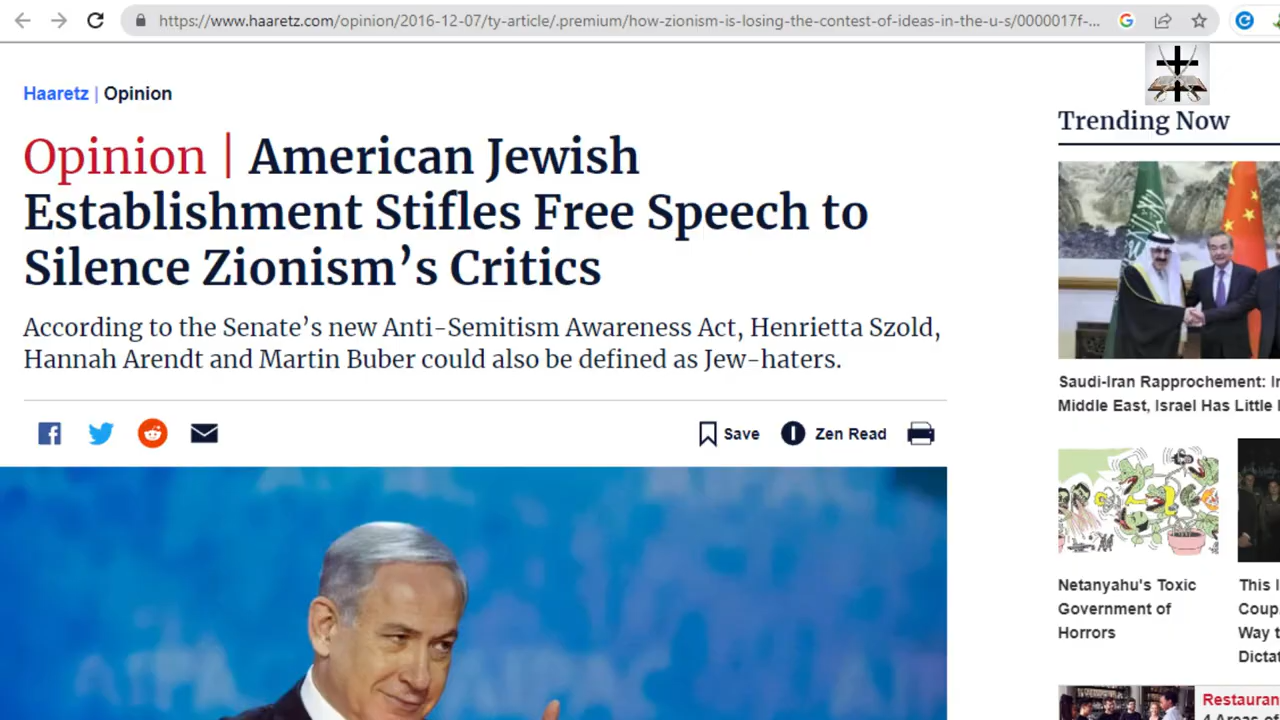 https://www.haaretz.com/opinion/2016-12-07/ty-article/.premium/how-zionism-is-losing-the-contest-of-ideas-in-the-u-s/0000017f-...
Haaretz | Opinion
Opinion | American Jewish
Establishment Stifles Free Speech to
Silence Zionism's Critics
According to the Senate's new Anti-Semitism Awareness Act, Henrietta Szold,
Hannah Arendt and Martin Buber could also be defined as Jew-haters.
Save
Zen Read
AIPAC
Trending Now
Saudi-Iran Rapprochement: I
Middle East, Israel Has Little
Netanyahu's Toxic
Government of
Horrors
This I
Coup
Way t
Dictat
Restauran
4 Areas of